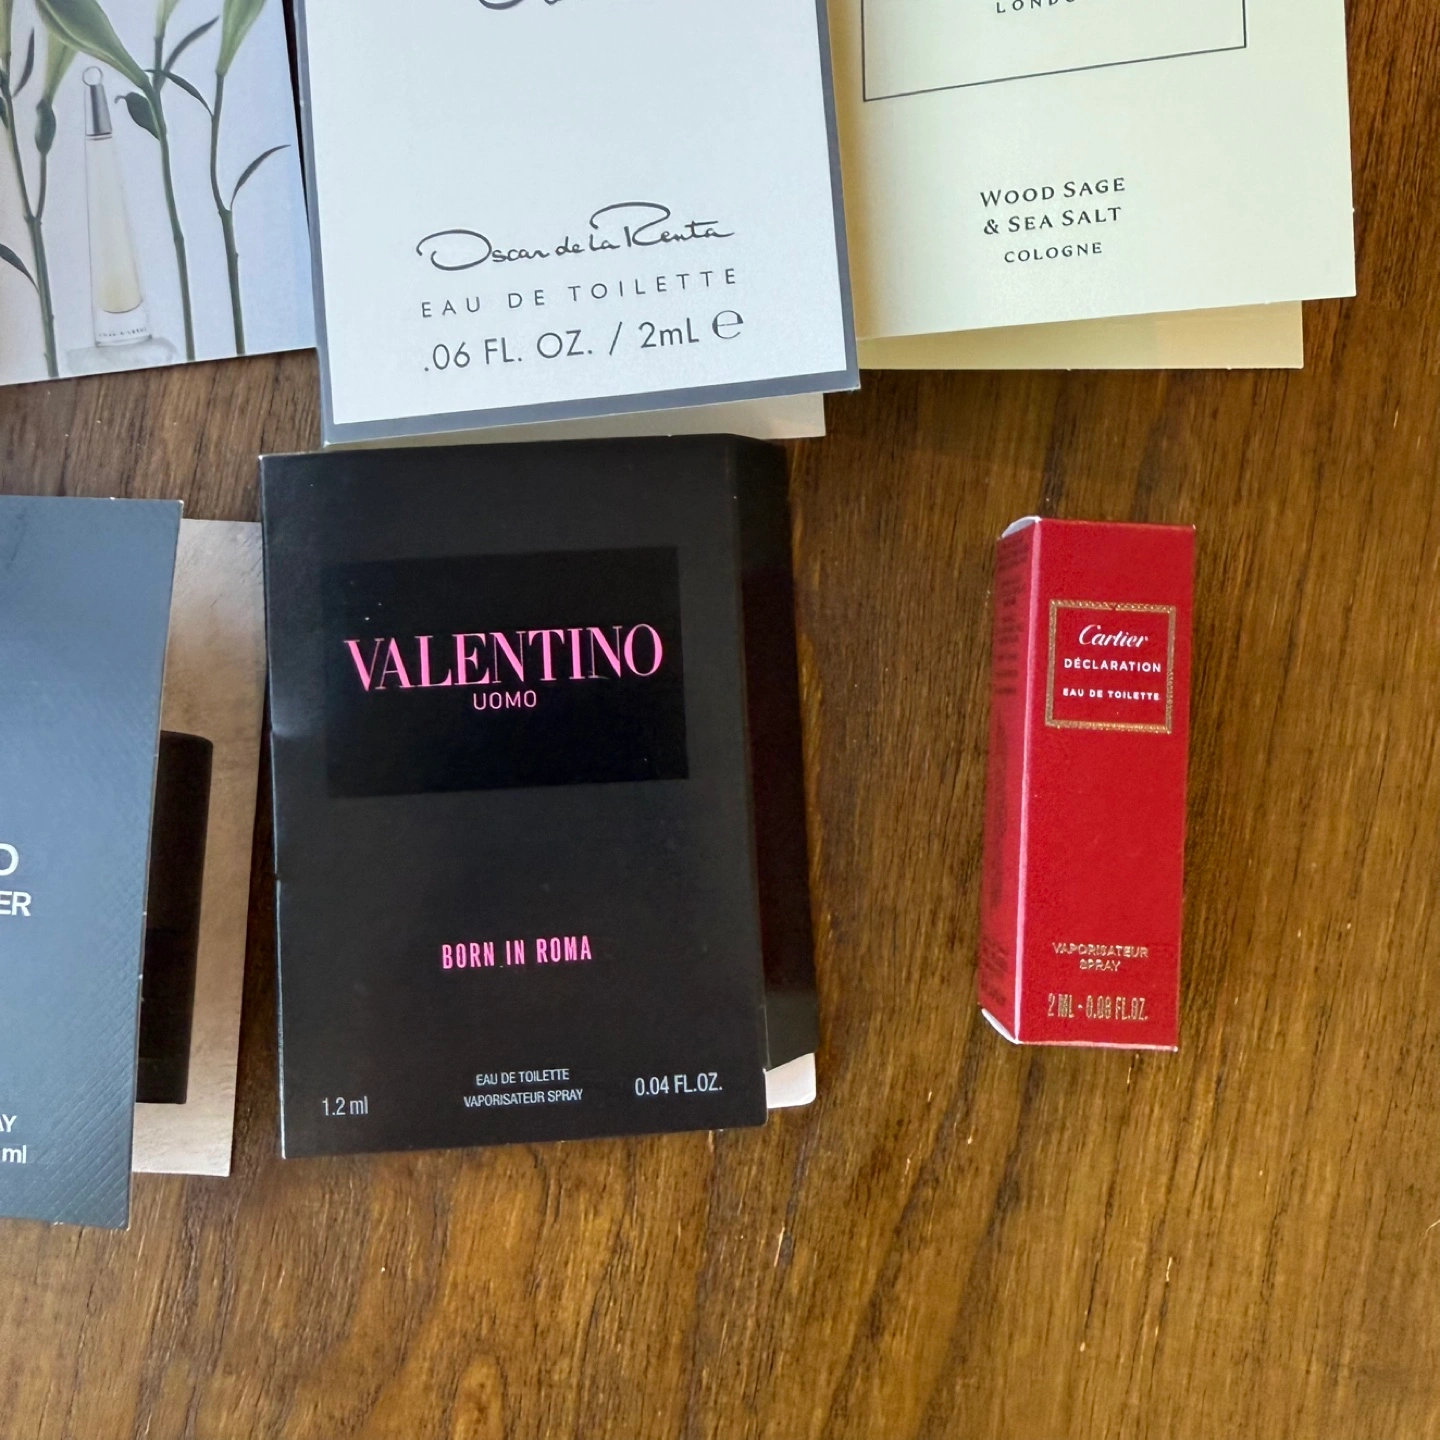 LONDO
Oscar de la Renta
EAU DE TOILETTE
.06 FL. OZ. / 2mL ℮
WOOD SAGE
& SEA SALT
COLOGNE
VALENTINO
UOMO
BORN IN ROMA
EAU DE TOILETTE
VAPORISATEUR SPRAY
1.2 ml
0.04 FL.OZ.
Cartier
DÉCLARATION
EAU DE TOILETTE
VAPORISATEUR
SPRAY
2 ML - 0.06 FL.OZ.
O
ER
AY
ml